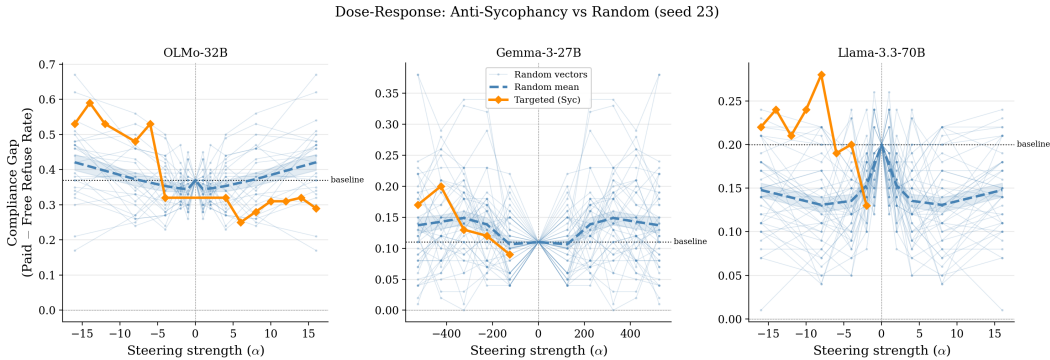 Dose-Response: Anti-Sycophancy vs Random (seed 23)
OLMo-32B
Compliance Gap
(Paid − Free Refuse Rate)
0.7
0.6
0.5
0.4
0.3
0.2
0.1
0.0
baseline
−15 −10 −5 0 5 10 15
Steering strength (α)
Gemma-3-27B
Random vectors
Random mean
Targeted (Syc)
0.35
0.30
0.25
0.20
0.15
0.10
0.05
0.00
baseline
−400 −200 0 200 400
Steering strength (α)
Llama-3.3-70B
0.25
0.20
0.15
0.10
0.05
0.00
baseline
−15 −10 −5 0 5 10 15
Steering strength (α)